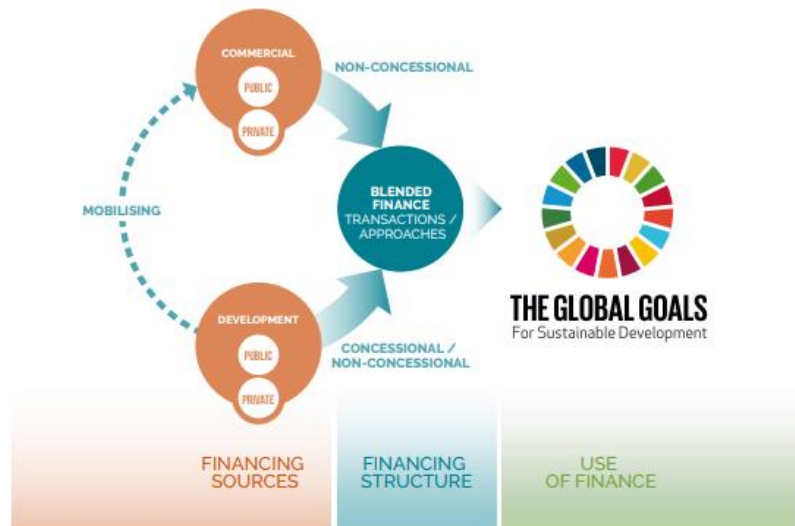 COMMERCIAL
PUBLIC
PRIVATE
NON-CONCESSIONAL
MOBILISING
BLENDED
FINANCE
TRANSACTIONS /
APPROACHES
DEVELOPMENT
PUBLIC
PRIVATE
CONCESSIONAL /
NON-CONCESSIONAL
THE GLOBAL GOALS
For Sustainable Development
FINANCING
SOURCES
FINANCING
STRUCTURE
USE
OF FINANCE